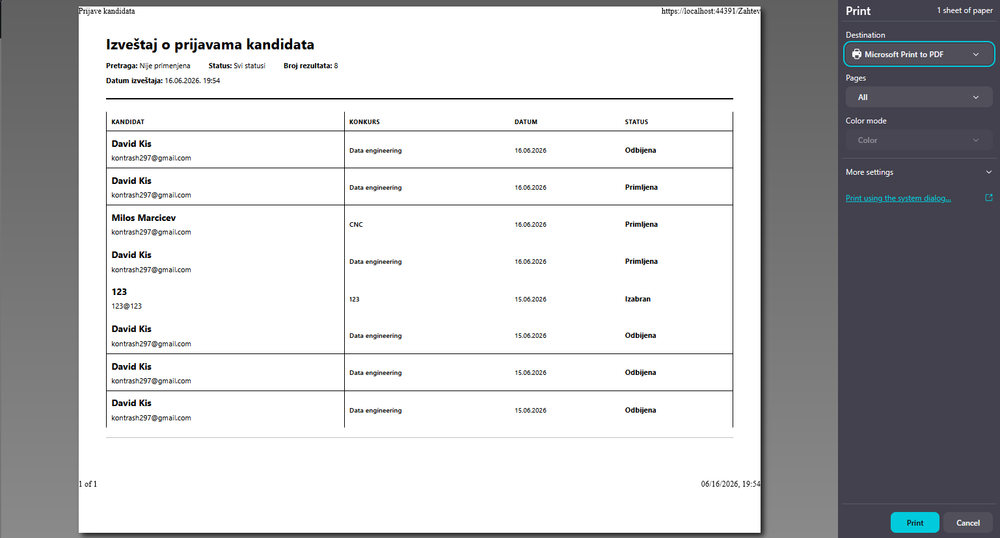 Prijave kandidata https://localhost:44391/Zahtev
Izveštaj o prijavama kandidata
Pretraga: Nije primenjena Status: Svi statusi Broj rezultata: 8
Datum izveštaja: 16.06.2026. 19:54
KANDIDAT KONKURS DATUM STATUS
David Kis
kontrash297@gmail.com
Data engineering 16.06.2026 Odbijena
David Kis
kontrash297@gmail.com
Data engineering 16.06.2026 Primljena
Milos Marcicev
kontrash297@gmail.com
CNC 16.06.2026 Primljena
David Kis
kontrash297@gmail.com
Data engineering 16.06.2026 Primljena
123
123@123
123 15.06.2026 Izabran
David Kis
kontrash297@gmail.com
Data engineering 15.06.2026 Odbijena
David Kis
kontrash297@gmail.com
Data engineering 15.06.2026 Odbijena
David Kis
kontrash297@gmail.com
Data engineering 15.06.2026 Odbijena
1 of 1 06/16/2026, 19:54
Print 1 sheet of paper
Destination
Microsoft Print to PDF
Pages
All
Color mode
Color
More settings
Print using the system dialog...
Print Cancel